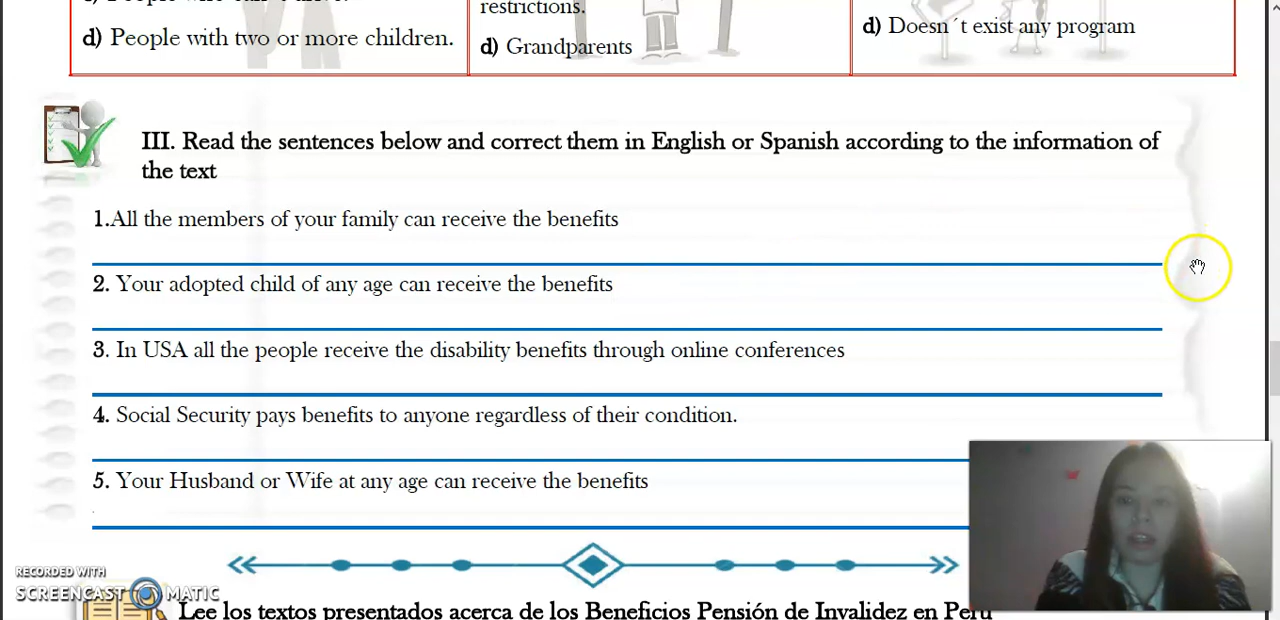 d) People with two or more children.
restrictions.
d) Grandparents
d) Doesn´t exist any program
III. Read the sentences below and correct them in English or Spanish according to the information of
the text
1.All the members of your family can receive the benefits
2. Your adopted child of any age can receive the benefits
3. In USA all the people receive the disability benefits through online conferences
4. Social Security pays benefits to anyone regardless of their condition.
5. Your Husband or Wife at any age can receive the benefits
RECORDED WITH
SCREENCAST MATIC
Lee los textos presentados acerca de los Beneficios Pensión de Invalidez en Perú